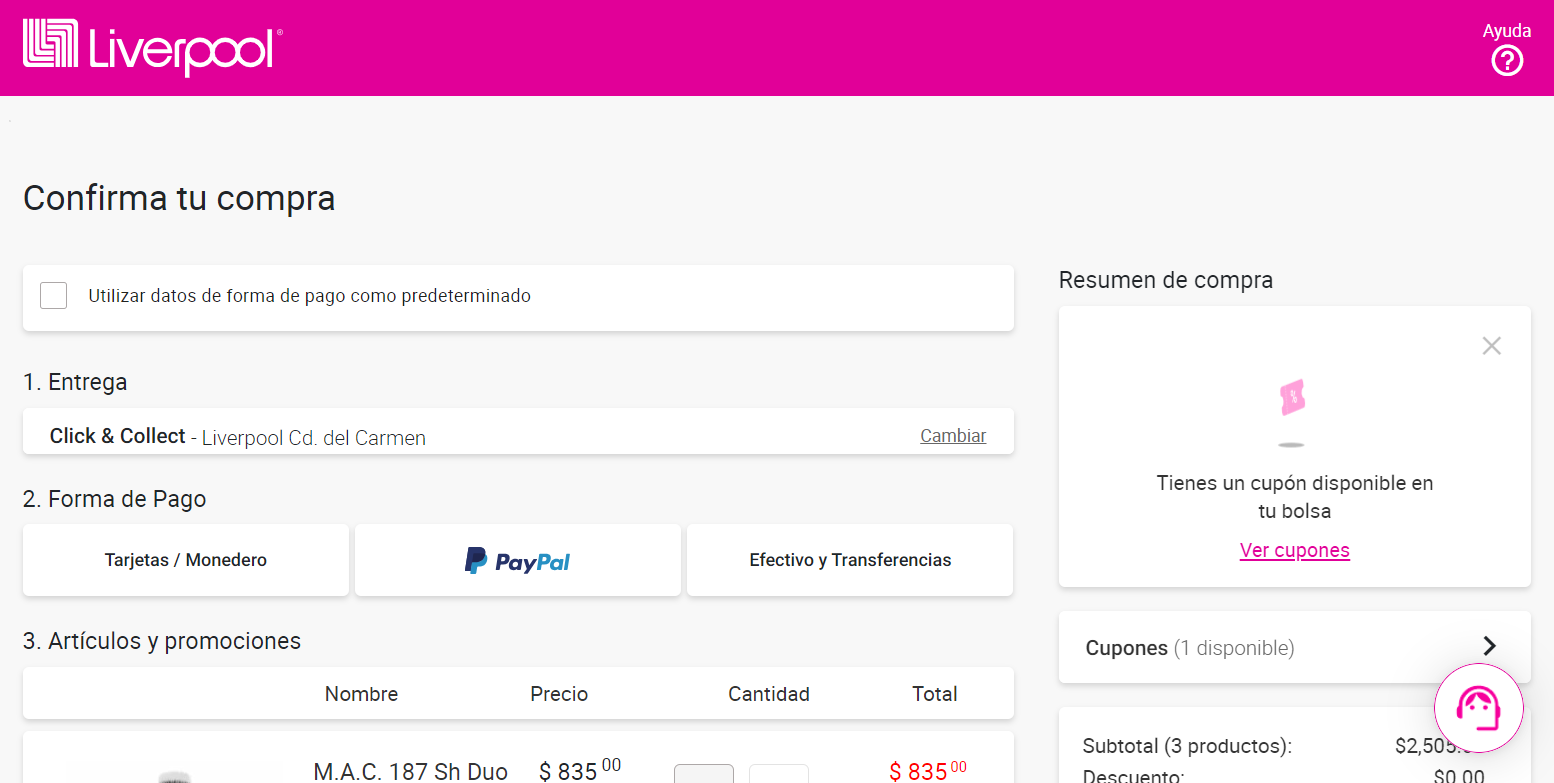 Liverpool®
Ayuda
Confirma tu compra
Utilizar datos de forma de pago como predeterminado
1. Entrega
Click & Collect - Liverpool Cd. del Carmen
Cambiar
2. Forma de Pago
Tarjetas / Monedero
PayPal
Efectivo y Transferencias
3. Artículos y promociones
Nombre Precio Cantidad Total
M.A.C. 187 Sh Duo $ 835 00 $ 835 00
Resumen de compra
%
Tienes un cupón disponible en
tu bolsa
Ver cupones
Cupones (1 disponible)
Subtotal (3 productos): $2,505.
Descuento: $0.00